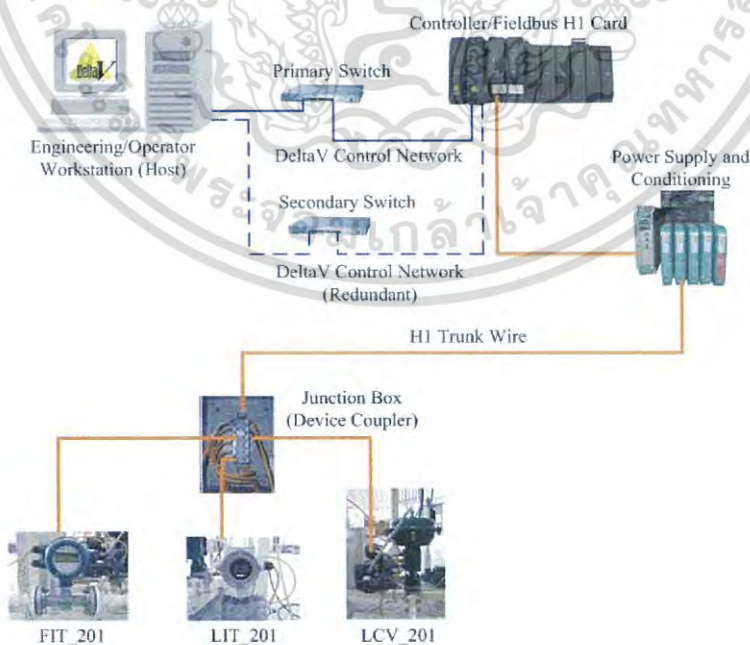 Controller/Fieldbus H1 Card
Primary Switch
DeltaV
Engineering/Operator
Workstation (Host)
DeltaV Control Network
Power Supply and
Conditioning
Secondary Switch
DeltaV Control Network
(Redundant)
H1 Trunk Wire
Junction Box
(Device Coupler)
FIT_201
LIT_201
LCV_201